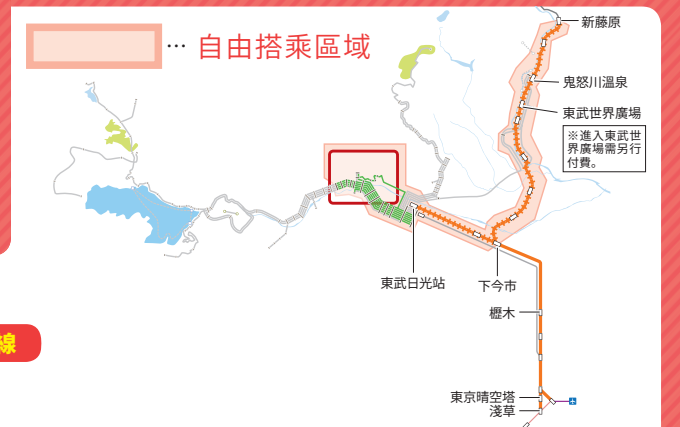 … 自由搭乘區域
新藤原
鬼怒川溫泉
東武世界廣場
※進入東武世
界廣場需另行
付費。
東武日光站
下今市
櫪木
線
東京晴空塔
淺草